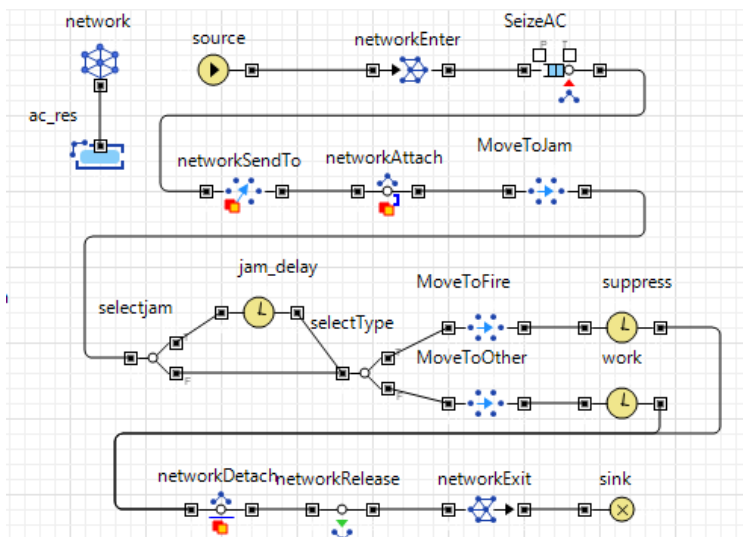 network
source
networkEnter
SeizeAC
P T
ac_res
networkSendTo
networkAttach
MoveToJam
jam_delay
MoveToFire
suppress
selectjam
selectType
T
T
F
MoveToOther
work
F
networkDetach
networkRelease
networkExit
sink